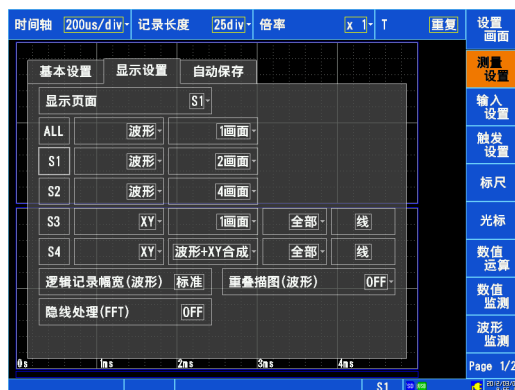 时间轴 200us/div 记录长度 25div 倍率 x 1 T 重复
设置
画面
基本设置 显示设置 自动保存
显示页面 S1
ALL 波形 1画面
S1 波形 2画面
S2 波形 4画面
S3 XY 1画面 全部 线
S4 XY 波形+XY合成 全部 线
逻辑记录幅宽(波形) 标准 重叠描图(波形) OFF
隐线处理(FFT) OFF
0s 1ms 2ms 3ms 4ms
测量
设置
输入
设置
触发
设置
标尺
光标
数值
运算
数值
监测
波形
监测
Page 1/2
S1